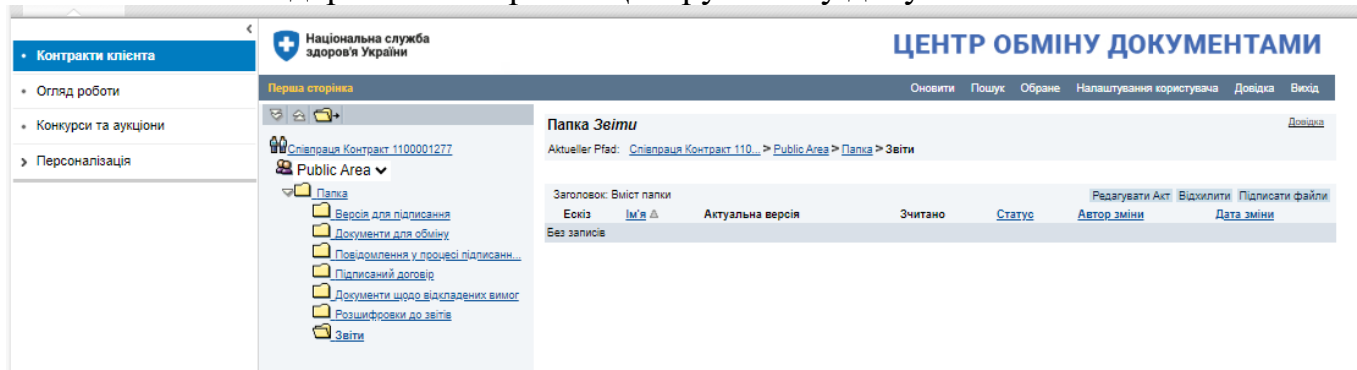 Контракти клієнта
Огляд роботи
Конкурси та аукціони
Персоналізація
Національна служба
здоров'я України
ЦЕНТР ОБМІНУ ДОКУМЕНТАМИ
Перша сторінка
Оновити Пошук Обране Налаштування користувача Довідка Вихід
Співпраця Контракт 1100001277
Public Area
Папка
Версія для підписання
Документи для обміну
Повідомлення у процесі підписанн...
Підписаний договір
Документи щодо відкладених вимог
Розшифровки до звітів
Звіти
Папка Звіти
Довідка
Aktueller Pfad: Співпраця Контракт 110... > Public Area > Папка > Звіти
Заголовок: Вміст папки
Редагувати Акт Відхилити Підписати файли
Ескіз Ім'я Актуальна версія Зчитано Статус Автор зміни Дата зміни
Без записів